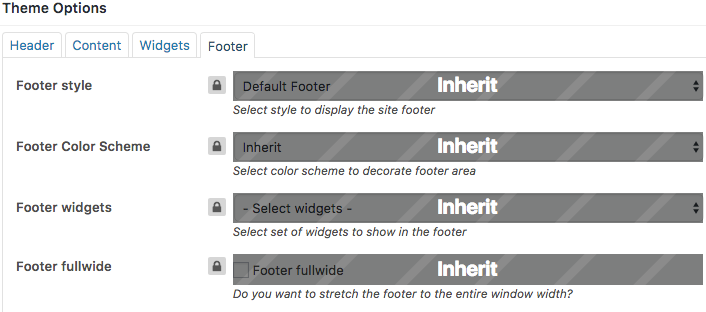 Theme Options
Header Content Widgets Footer
Footer style Default Footer Inherit
Select style to display the site footer
Footer Color Scheme Inherit Inherit
Select color scheme to decorate footer area
Footer widgets - Select widgets - Inherit
Select set of widgets to show in the footer
Footer fullwide Footer fullwide Inherit
Do you want to stretch the footer to the entire window width?